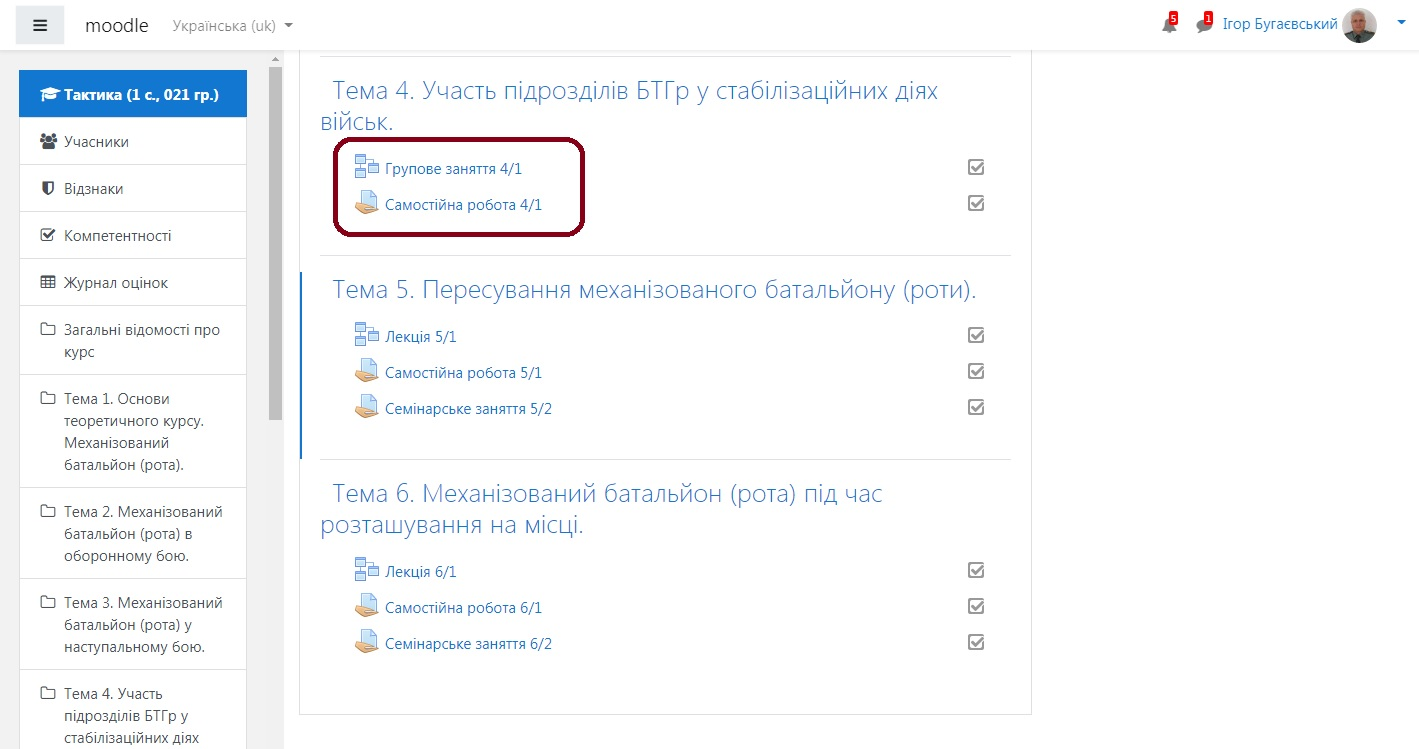 moodle Українська (uk) 5 1 Ігор Бугаєвський
Тактика (1 с., 021 гр.)
Учасники
Відзнаки
Компетентності
Журнал оцінок
Загальні відомості про
курс
Тема 1. Основи
теоретичного курсу.
Механізований
батальйон (рота).
Тема 2. Механізований
батальйон (рота) в
оборонному бою.
Тема 3. Механізований
батальйон (рота) у
наступальному бою.
Тема 4. Участь
підрозділів БТГр у
стабілізаційних діях
Тема 4. Участь підрозділів БТГр у стабілізаційних діях
військ.
Групове заняття 4/1
Самостійна робота 4/1
Тема 5. Пересування механізованого батальйону (роти).
Лекція 5/1
Самостійна робота 5/1
Семінарське заняття 5/2
Тема 6. Механізований батальйон (рота) під час
розташування на місці.
Лекція 6/1
Самостійна робота 6/1
Семінарське заняття 6/2